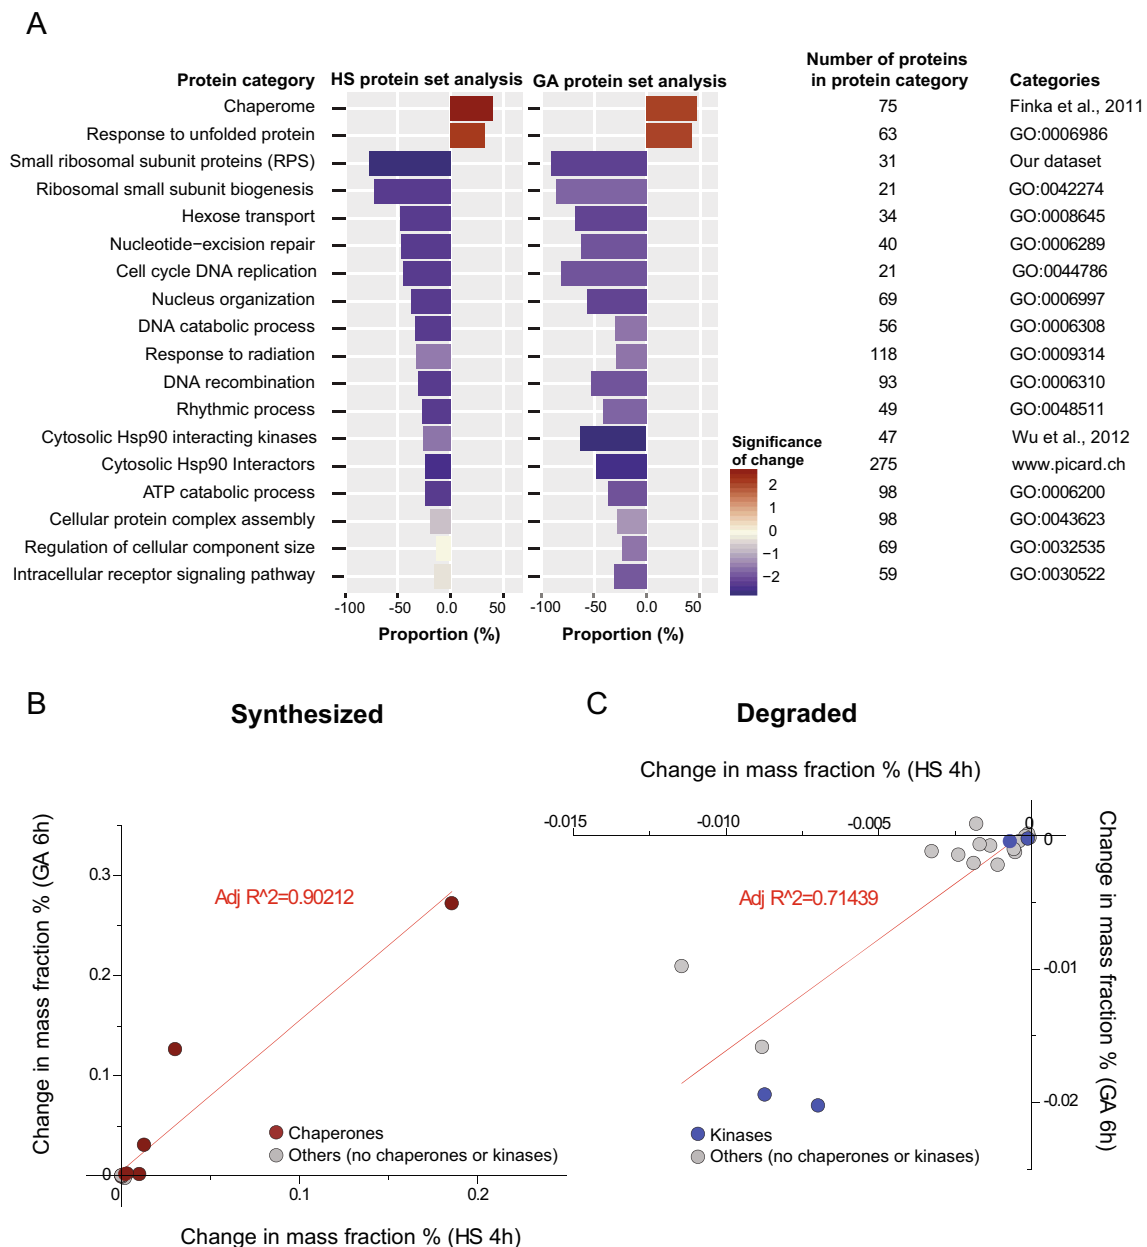 A
Protein category HS protein set analysis GA protein set analysis Number of proteins in protein category Categories
Chaperome 75 Finka et al., 2011
Response to unfolded protein 63 GO:0006986
Small ribosomal subunit proteins (RPS) 31 Our dataset
Ribosomal small subunit biogenesis 21 GO:0042274
Hexose transport 34 GO:0008645
Nucleotide−excision repair 40 GO:0006289
Cell cycle DNA replication 21 GO:0044786
Nucleus organization 69 GO:0006997
DNA catabolic process 56 GO:0006308
Response to radiation 118 GO:0009314
DNA recombination 93 GO:0006310
Rhythmic process 49 GO:0048511
Cytosolic Hsp90 interacting kinases 47 Wu et al., 2012
Cytosolic Hsp90 Interactors 275 www.picard.ch
ATP catabolic process 98 GO:0006200
Cellular protein complex assembly 98 GO:0043623
Regulation of cellular component size 69 GO:0032535
Intracellular receptor signaling pathway 59 GO:0030522
Significance
of change
2
1
0
−1
−2
-100 -50 0.0 50 -100 -50 0.0 50
Proportion (%) Proportion (%)
B
Synthesized
Change in mass fraction % (GA 6h)
0.3
0.2
0.1
0
Adj R^2=0.90212
Chaperones
Others (no chaperones or kinases)
0 0.1 0.2
Change in mass fraction % (HS 4h)
C
Degraded
Change in mass fraction % (HS 4h)
-0.015 -0.010 -0.005 0
0
-0.01
-0.02
Adj R^2=0.71439
Kinases
Others (no chaperones or kinases)
Change in mass fraction % (GA 6h)